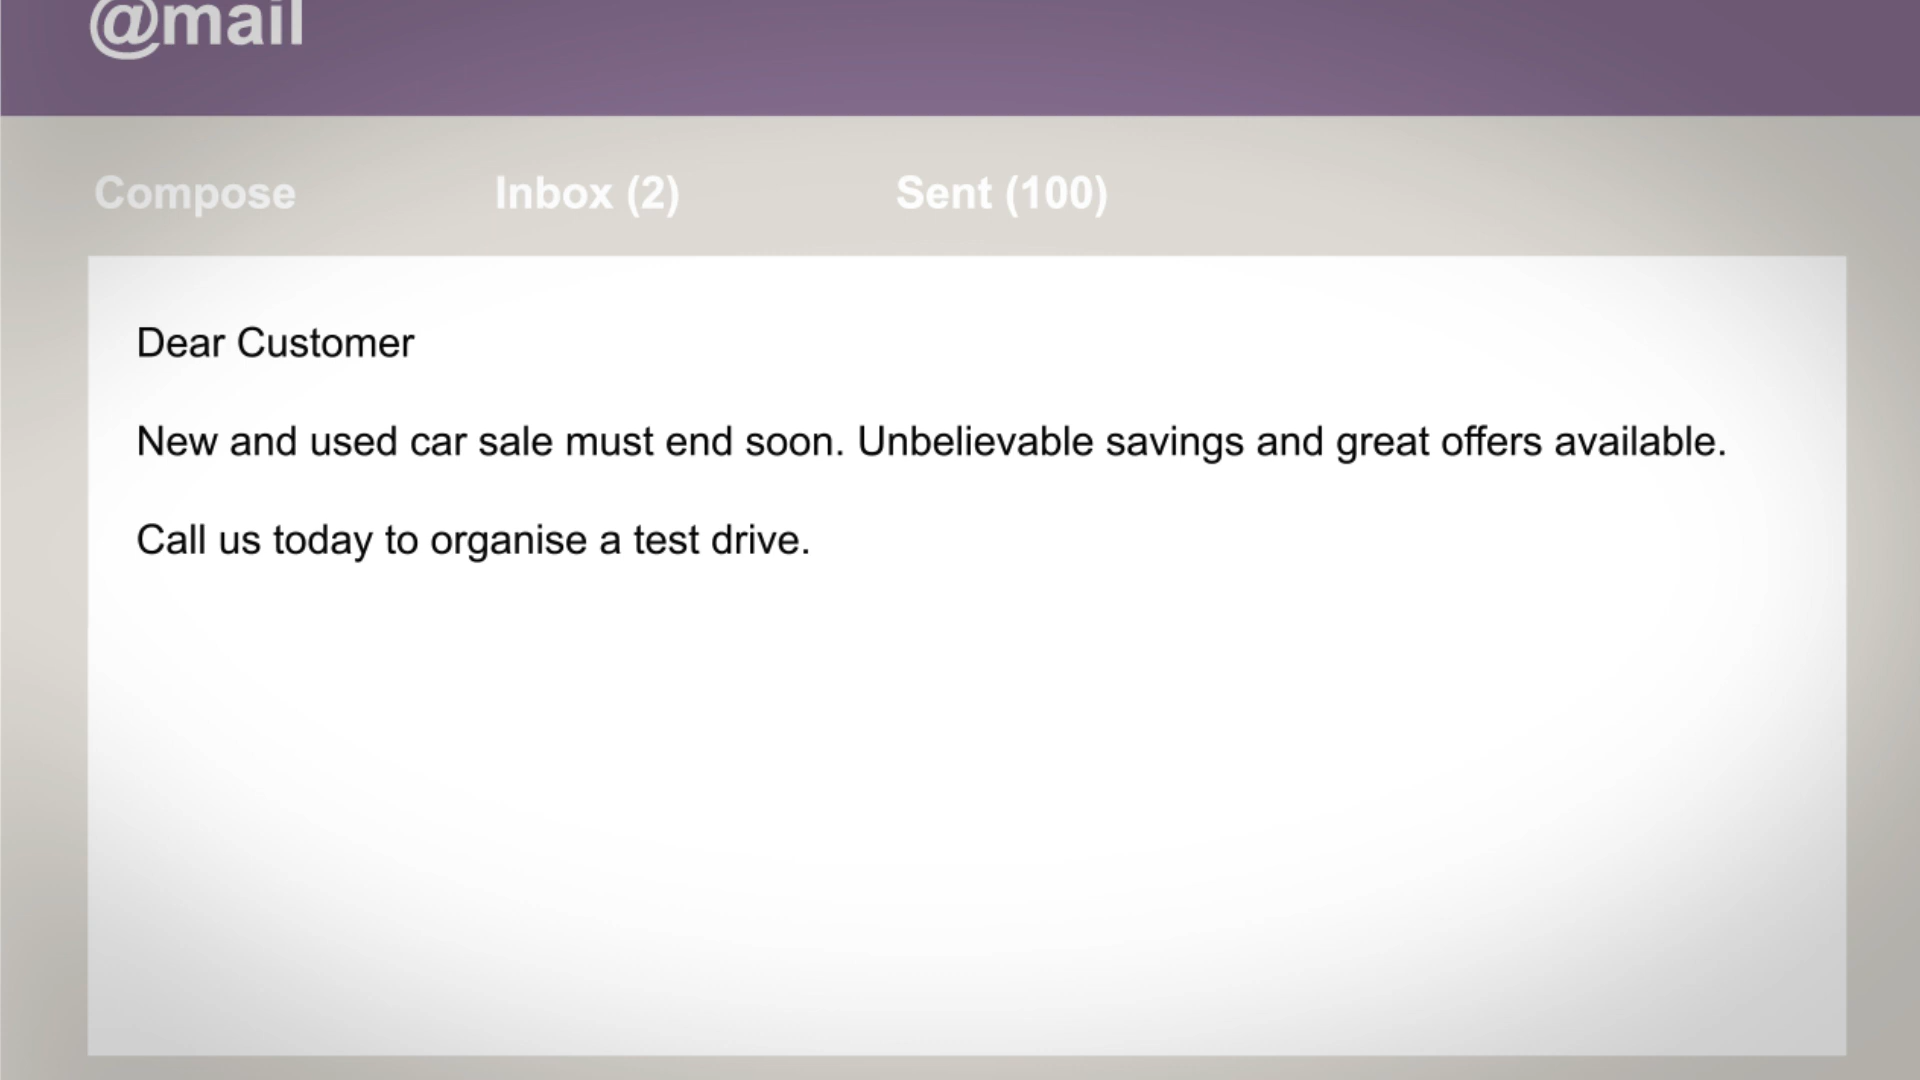 @mail
Compose Inbox (2) Sent (100)
Dear Customer
New and used car sale must end soon. Unbelievable savings and great offers available.
Call us today to organise a test drive.